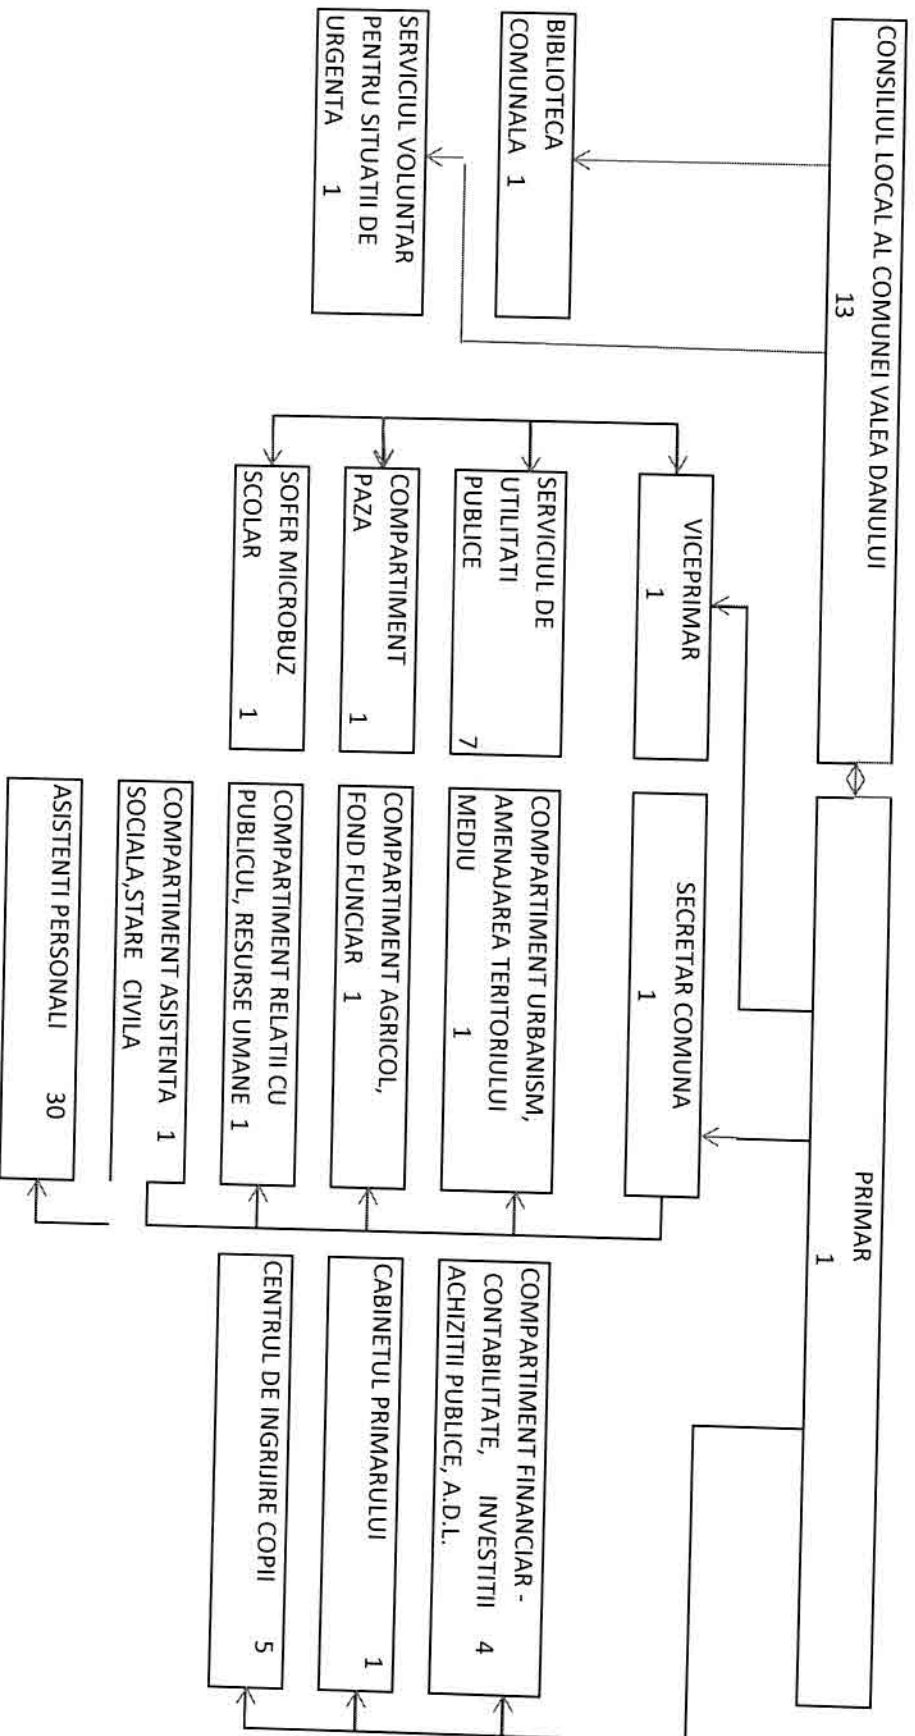 CONSILIUL LOCAL AL COMUNEI VALEA DANULUI
13
PRIMAR
1
BIBLIOTECA
COMUNALA 1
SERVICIUL VOLUNTAR
PENTRU SITUATII DE
URGENTA 1
VICEPRIMAR
1
SERVICIUL DE
UTILITATI
PUBLICE 7
COMPARTIMENT
PAZA 1
SOFER MICROBUZ
SCOLAR 1
SECRETAR COMUNA
1
COMPARTIMENT URBANISM,
AMENAJAREA TERITORIULUI
MEDIU 1
COMPARTIMENT AGRICOL,
FOND FUNCIAR 1
COMPARTIMENT RELATII CU
PUBLICUL, RESURSE UMANE 1
COMPARTIMENT ASISTENTA 1
SOCIALA,STARE CIVILA
ASISTENTI PERSONALI 30
COMPARTIMENT FINANCIAR -
CONTABILITATE, INVESTITII 4
ACHIZITII PUBLICE, A.D.L.
CABINETUL PRIMARULUI 1
CENTRUL DE INGRIJIRE COPII 5